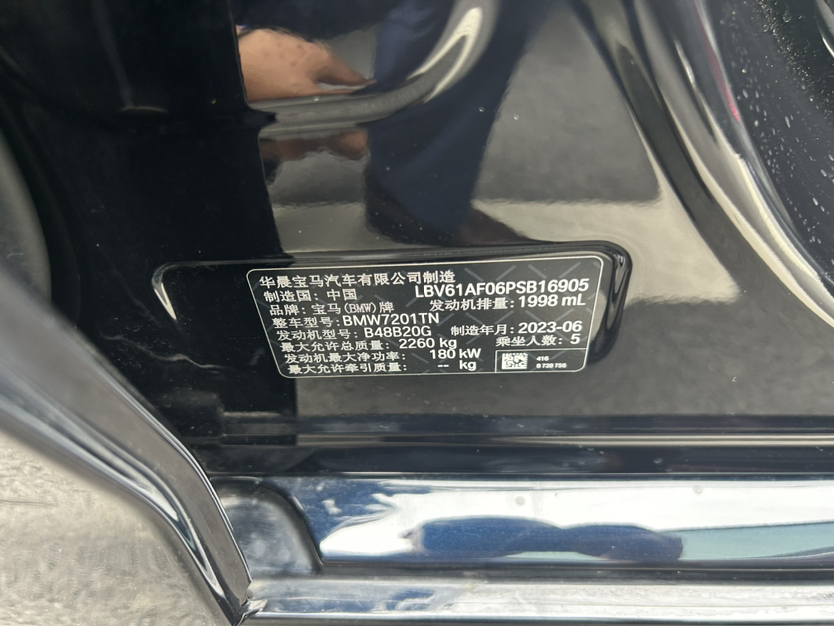 华晨宝马汽车有限公司制造
制造国: 中国 LBV61AF06PSB16905
品牌: 宝马(BMW)牌 发动机排量: 1998 mL
整车型号: BMW7201TN
发动机型号: B48B20G 制造年月: 2023-06
最大允许总质量: 2260 kg 乘坐人数: 5
发动机最大净功率: 180 kW
最大允许牵引质量: -- kg
416